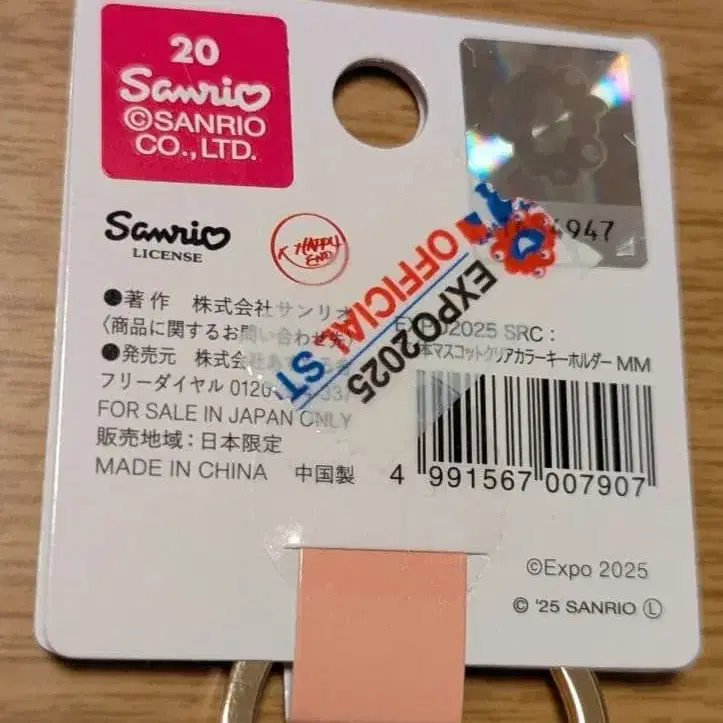 20
Sanrio
©SANRIO
CO., LTD.
4947
Sanrio
LICENSE
HAPPY
END
EXPO2025
OFFICIAL ST
●著作 株式会社サンリオ
〈商品に関するお問い合わせ先〉
●発売元 株式会社
フリーダイヤル 0120
FOR SALE IN JAPAN ONLY
販売地域:日本限定
MADE IN CHINA 中国製
EXPO2025 SRC:
本マスコットクリアカラーキーホルダー MM
4 991567 007907
©Expo 2025
© '25 SANRIO Ⓛ